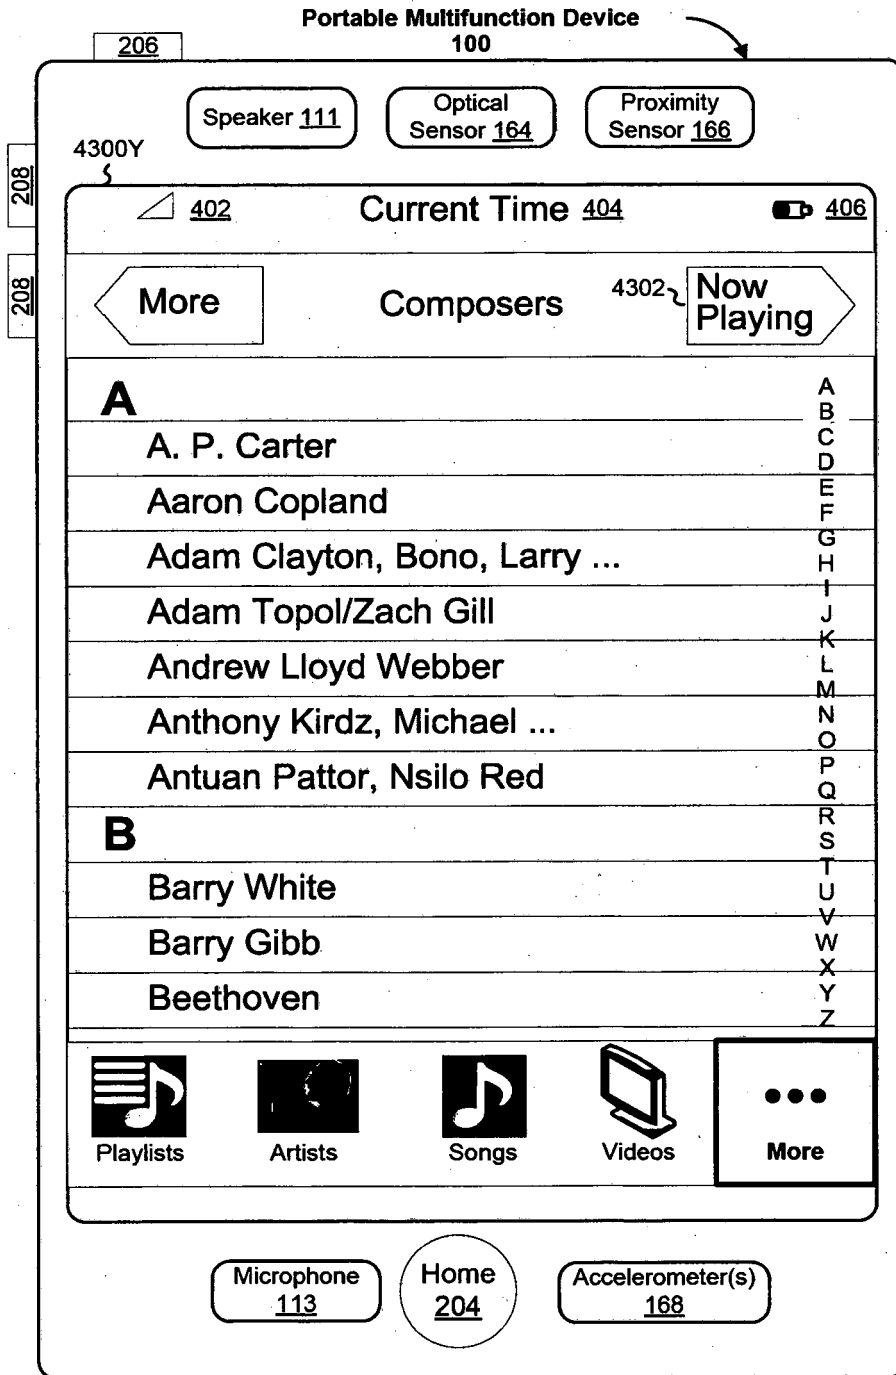 Portable Multifunction Device
100
206
Speaker 111
Optical
Sensor 164
Proximity
Sensor 166
4300Y
208
208
402
Current Time 404
406
More
Composers
4302
Now
Playing
A
A. P. Carter
Aaron Copland
Adam Clayton, Bono, Larry ...
Adam Topol/Zach Gill
Andrew Lloyd Webber
Anthony Kirdz, Michael ...
Antuan Pattor, Nsilo Red
B
Barry White
Barry Gibb
Beethoven
A
B
C
D
E
F
G
H
I
J
K
L
M
N
O
P
Q
R
S
T
U
V
W
X
Y
Z
Playlists
Artists
Songs
Videos
More
Microphone
113
Home
204
Accelerometer(s)
168